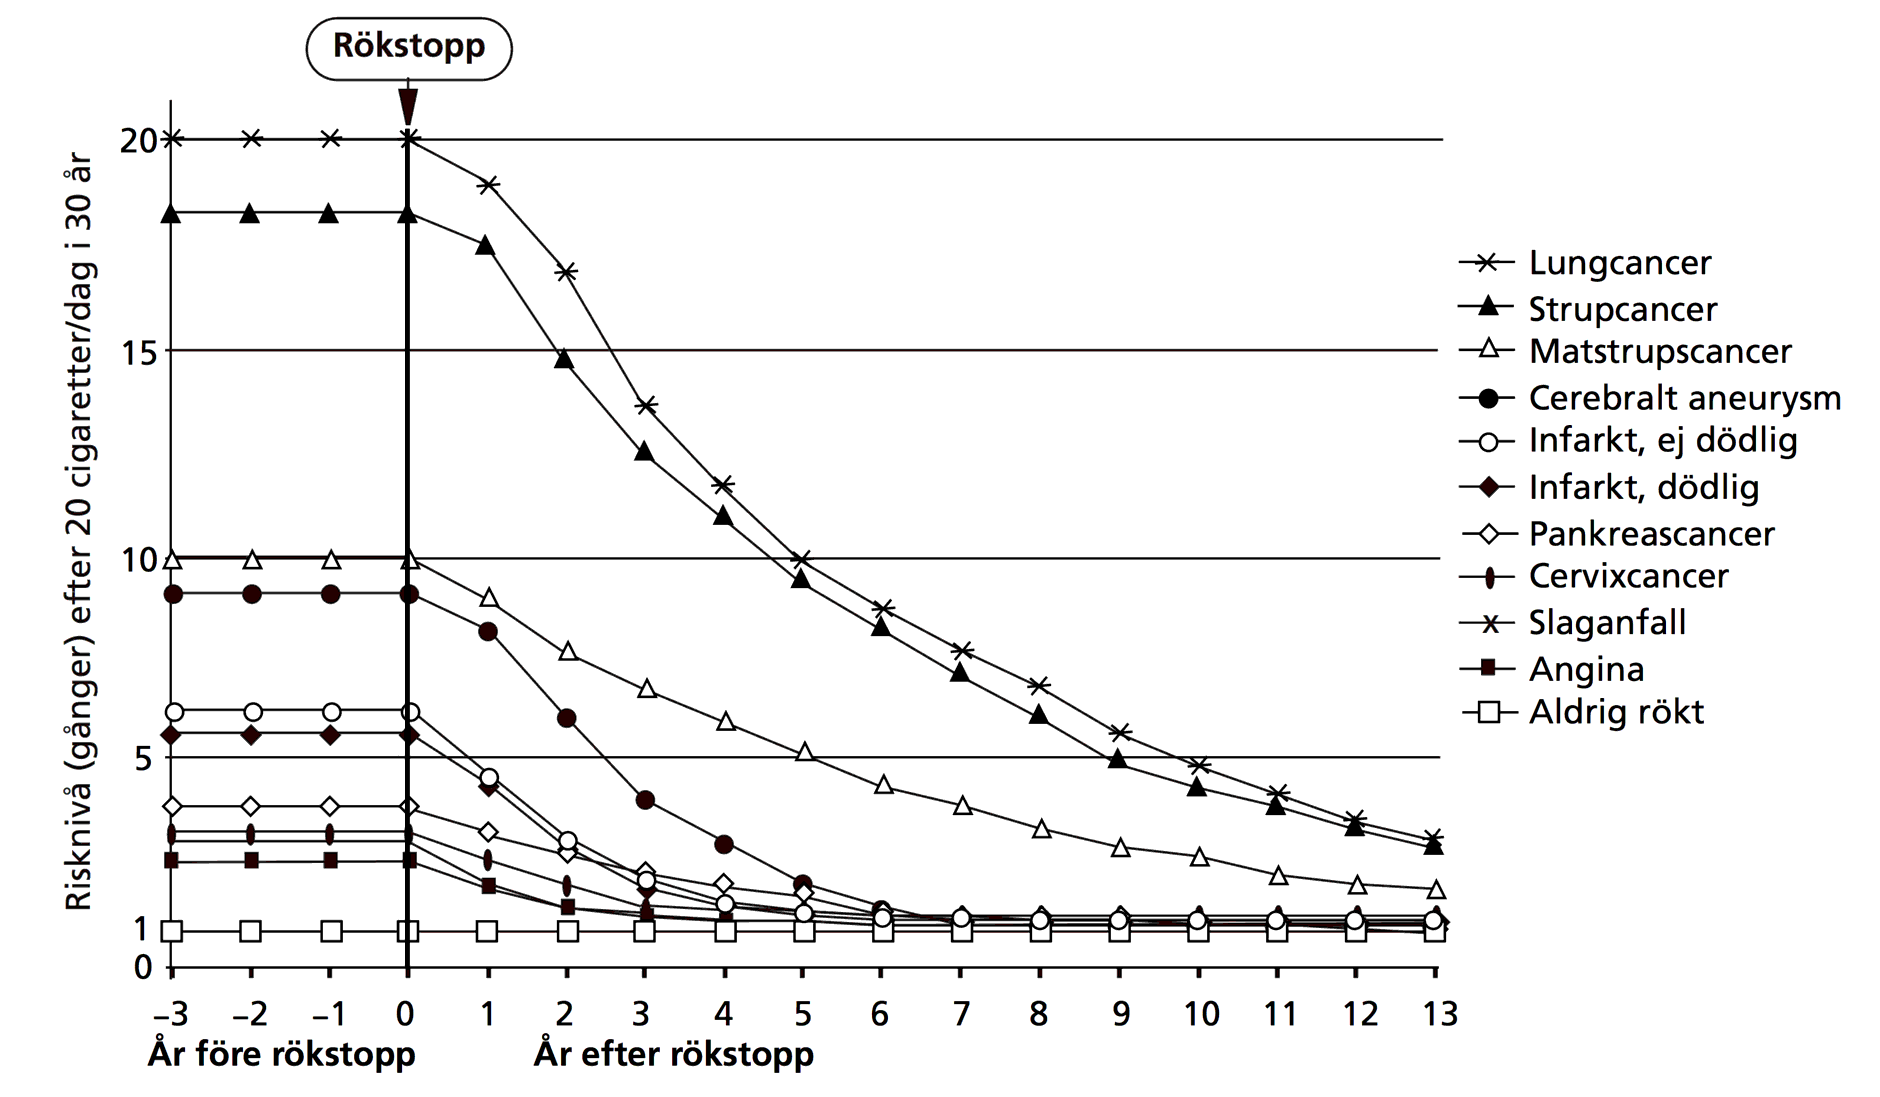 Rökstopp
Risknivå (gånger) efter 20 cigaretter/dag i 30 år
20
15
10
5
1
0
–3 –2 –1 0 1 2 3 4 5 6 7 8 9 10 11 12 13
År före rökstopp År efter rökstopp
Lungcancer
Strupcancer
Matstrupscancer
Cerebralt aneurysm
Infarkt, ej dödlig
Infarkt, dödlig
Pankreascancer
Cervixcancer
Slaganfall
Angina
Aldrig rökt